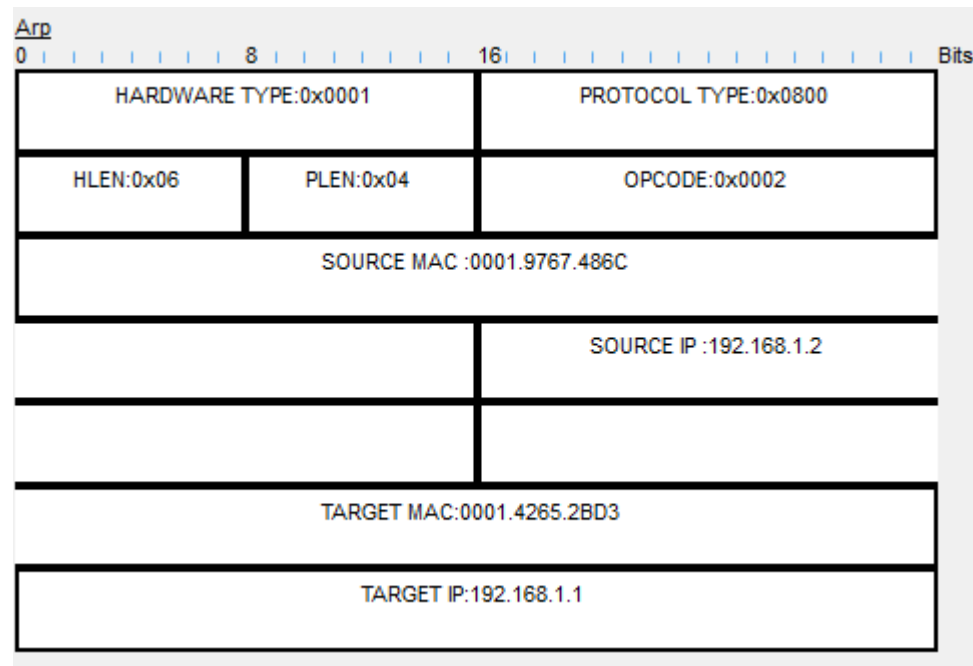 Arp
0 8 16 Bits
HARDWARE TYPE:0x0001 PROTOCOL TYPE:0x0800
HLEN:0x06 PLEN:0x04 OPCODE:0x0002
SOURCE MAC :0001.9767.486C
SOURCE IP :192.168.1.2
TARGET MAC:0001.4265.2BD3
TARGET IP:192.168.1.1